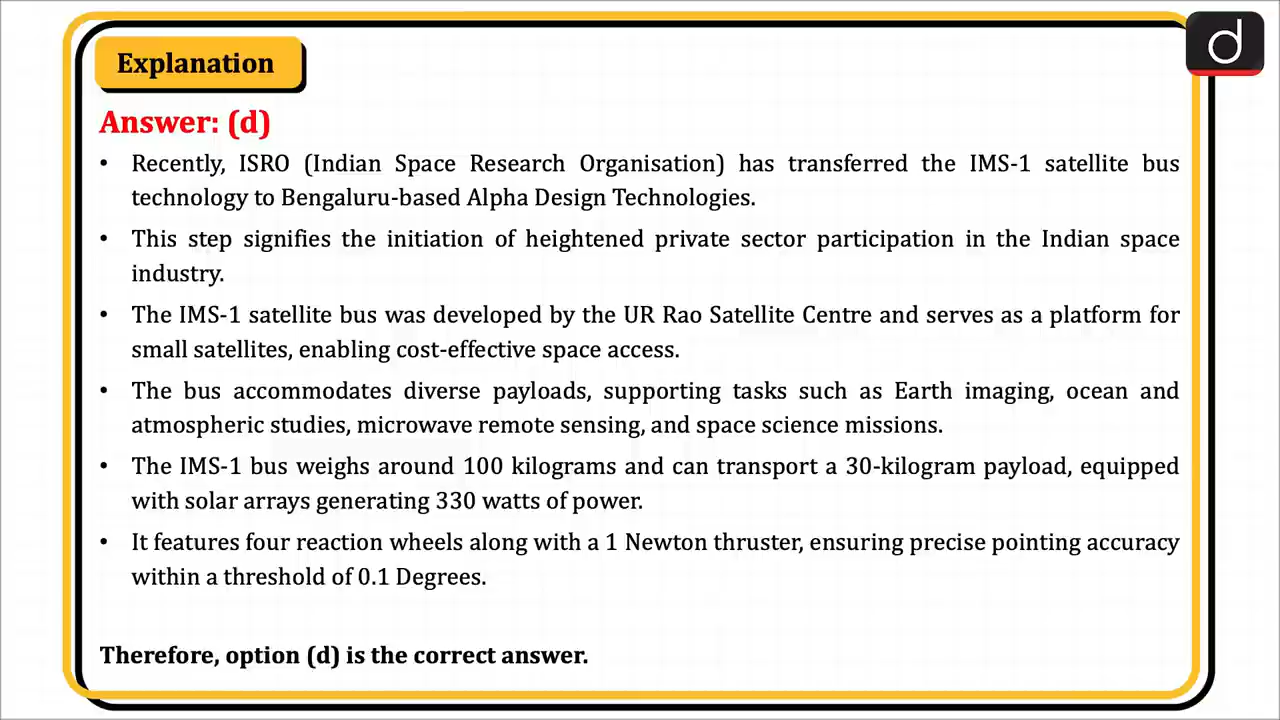 Explanation
d
Answer: (d)
• Recently, ISRO (Indian Space Research Organisation) has transferred the IMS-1 satellite bus
technology to Bengaluru-based Alpha Design Technologies.
• This step signifies the initiation of heightened private sector participation in the Indian space
industry.
• The IMS-1 satellite bus was developed by the UR Rao Satellite Centre and serves as a platform for
small satellites, enabling cost-effective space access.
• The bus accommodates diverse payloads, supporting tasks such as Earth imaging, ocean and
atmospheric studies, microwave remote sensing, and space science missions.
• The IMS-1 bus weighs around 100 kilograms and can transport a 30-kilogram payload, equipped
with solar arrays generating 330 watts of power.
• It features four reaction wheels along with a 1 Newton thruster, ensuring precise pointing accuracy
within a threshold of 0.1 Degrees.
Therefore, option (d) is the correct answer.